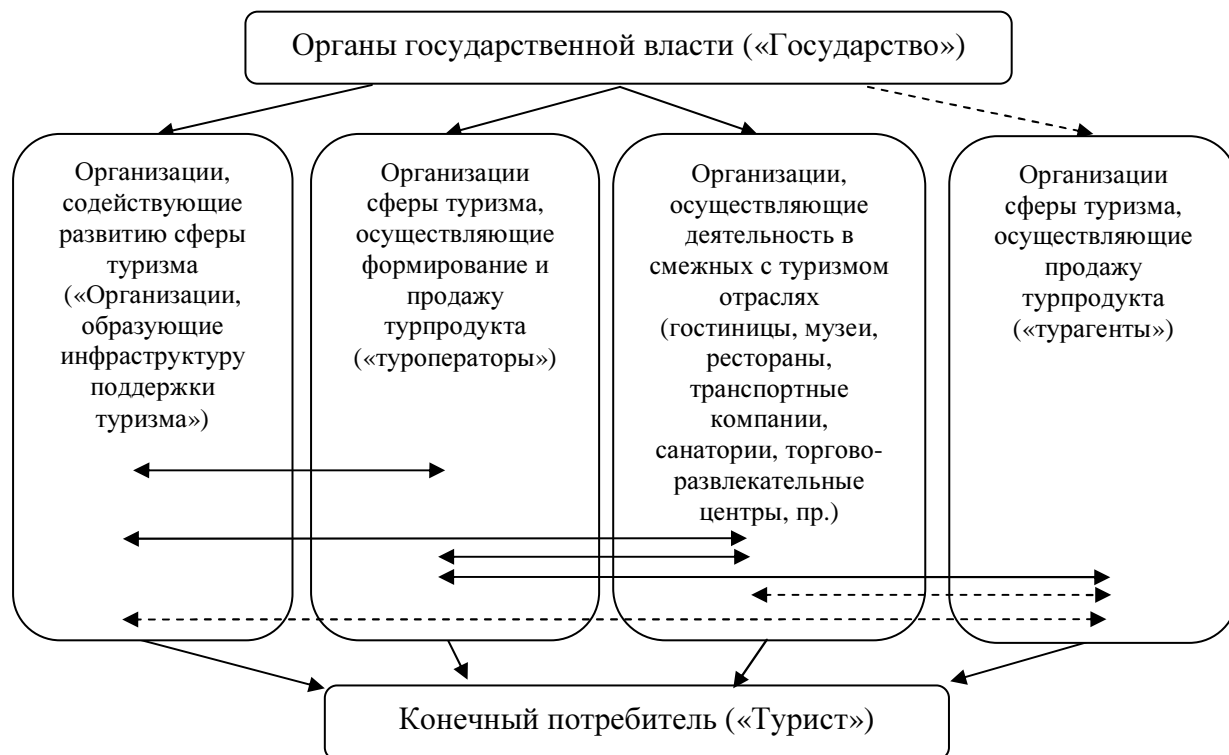 Органы государственной власти («Государство»)
Организации,
содействующие
развитию сферы
туризма
(«Организации,
образующие
инфраструктуру
поддержки
туризма»)
Организации
сферы туризма,
осуществляющие
формирование и
продажу
турпродукта
(«туроператоры»)
Организации,
осуществляющие
деятельность в
смежных с туризмом
отраслях
(гостиницы, музеи,
рестораны,
транспортные
компании,
санатории, торгово-
развлекательные
центры, пр.)
Организации
сферы туризма,
осуществляющие
продажу
турпродукта
(«турагенты»)
Конечный потребитель («Турист»)